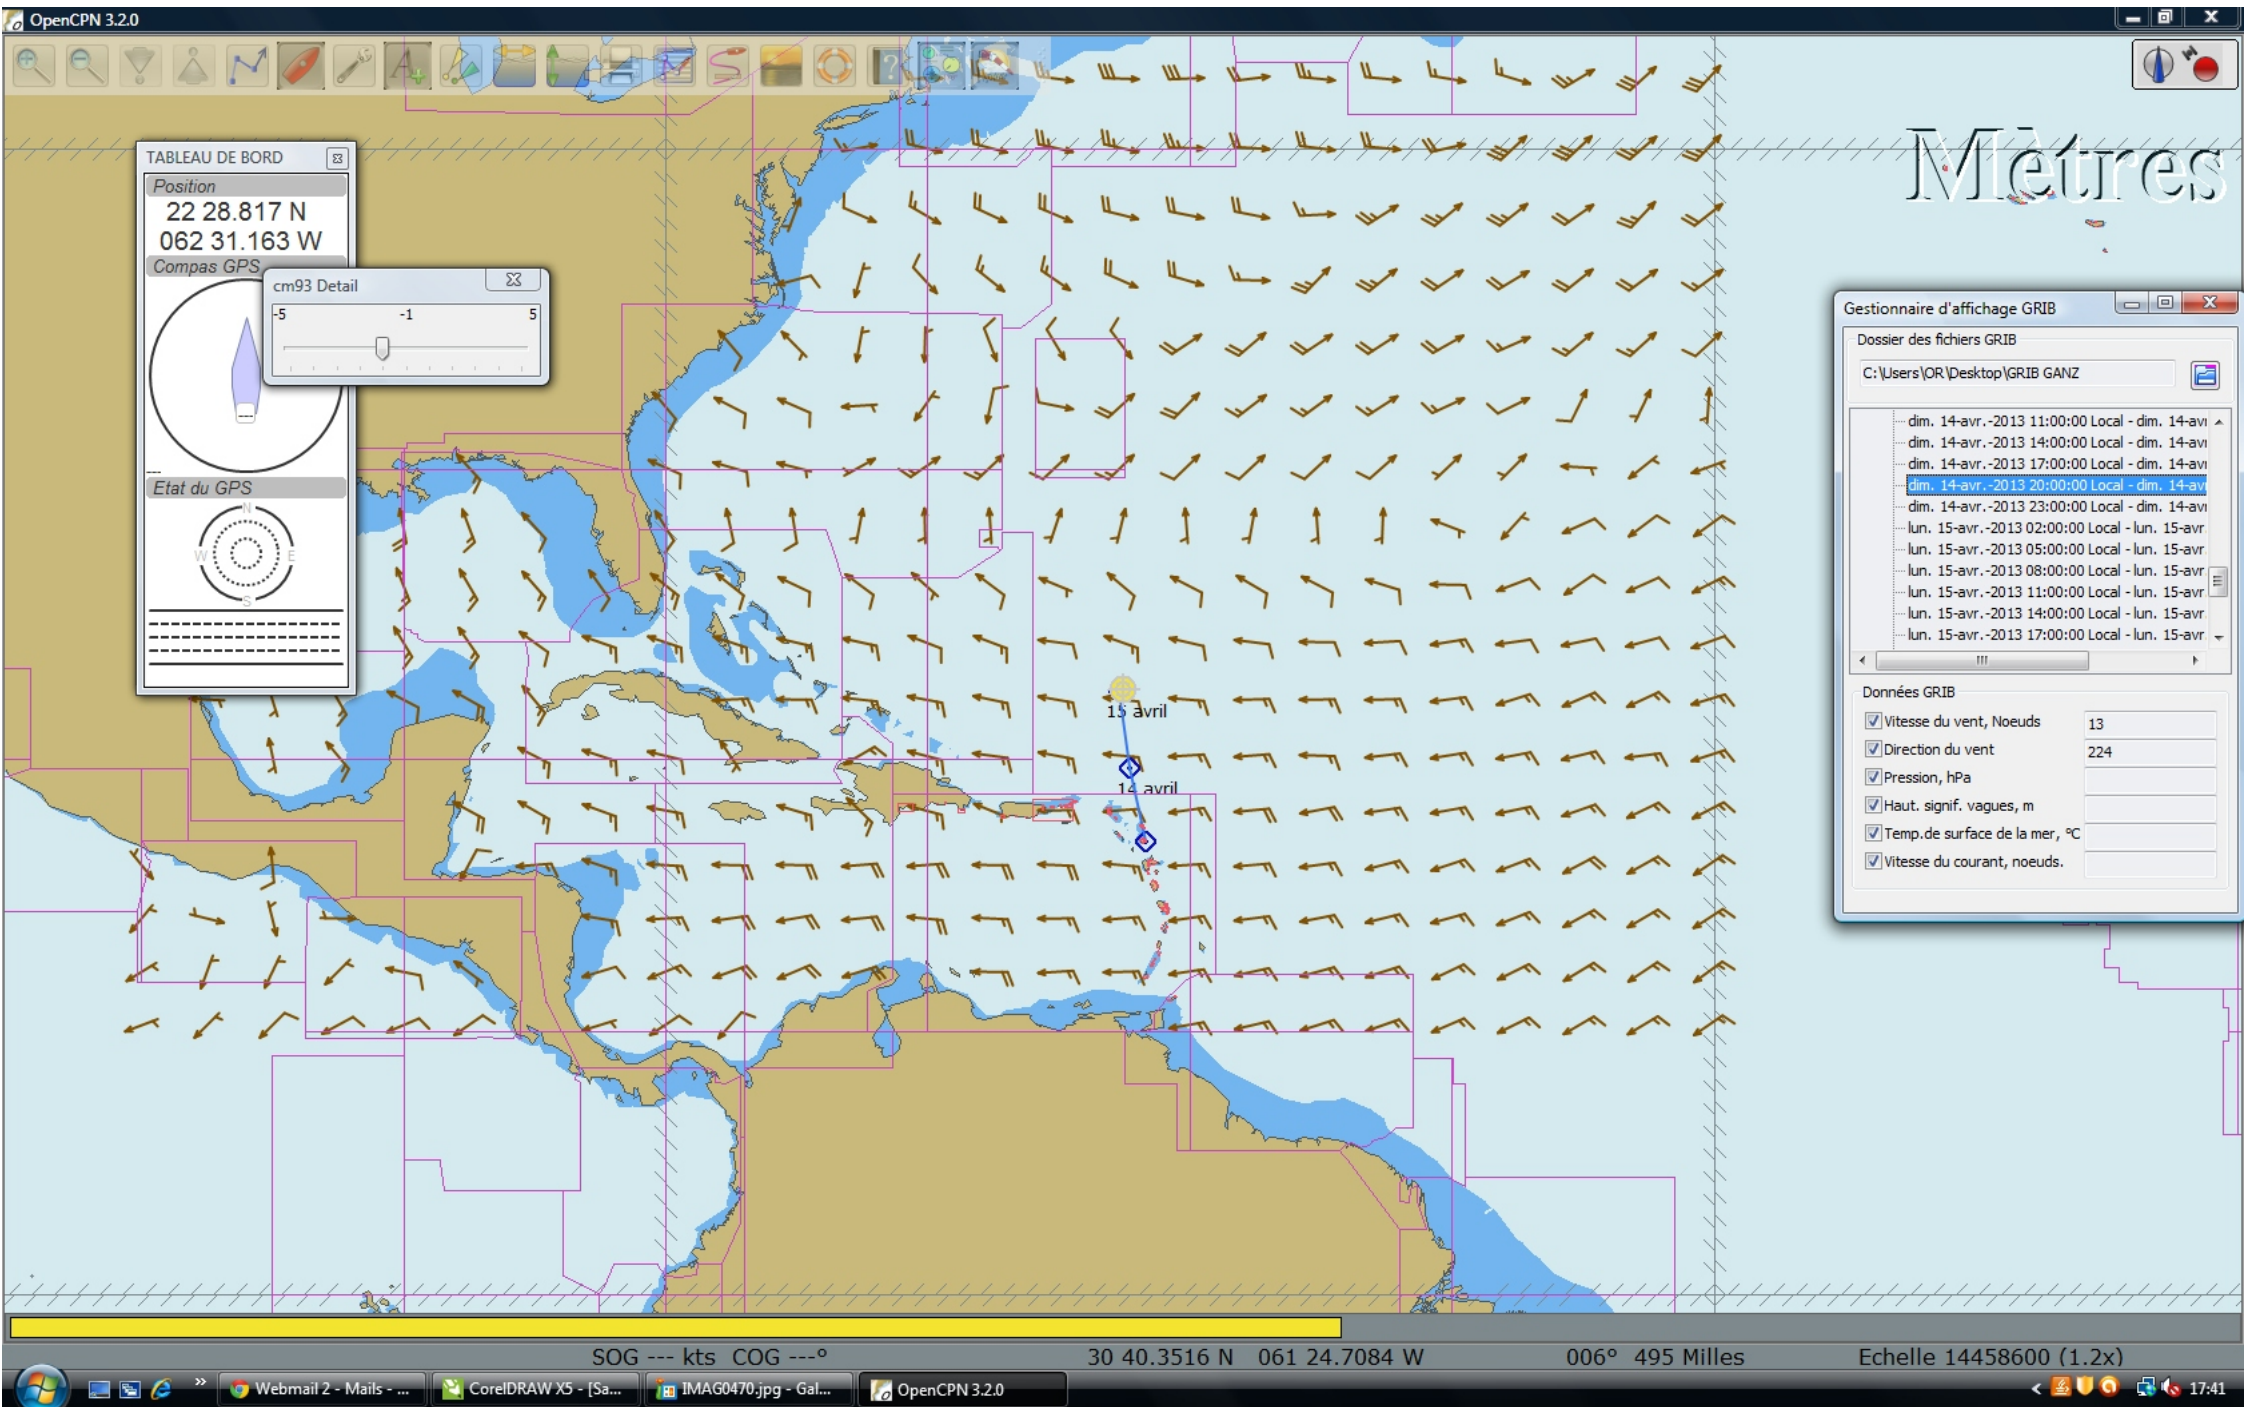 OpenCPN 3.2.0
Mètres
TABLEAU DE BORD
Position
22 28.817 N
062 31.163 W
Compas GPS
---
---
Etat du GPS
N
W
E
S
cm93 Detail
-5
-1
5
15 avril
14 avril
Gestionnaire d'affichage GRIB
Dossier des fichiers GRIB
C:\Users\OR\Desktop\GRIB GANZ
dim. 14-avr.-2013 11:00:00 Local - dim. 14-avr
dim. 14-avr.-2013 14:00:00 Local - dim. 14-avr
dim. 14-avr.-2013 17:00:00 Local - dim. 14-avr
dim. 14-avr.-2013 20:00:00 Local - dim. 14-avr
dim. 14-avr.-2013 23:00:00 Local - dim. 14-avr
lun. 15-avr.-2013 02:00:00 Local - lun. 15-avr
lun. 15-avr.-2013 05:00:00 Local - lun. 15-avr
lun. 15-avr.-2013 08:00:00 Local - lun. 15-avr
lun. 15-avr.-2013 11:00:00 Local - lun. 15-avr
lun. 15-avr.-2013 14:00:00 Local - lun. 15-avr
lun. 15-avr.-2013 17:00:00 Local - lun. 15-avr
Données GRIB
Vitesse du vent, Noeuds 13
Direction du vent 224
Pression, hPa
Haut. signif. vagues, m
Temp.de surface de la mer, ºC
Vitesse du courant, noeuds.
SOG --- kts COG ---° 30 40.3516 N 061 24.7084 W 006° 495 Milles Echelle 14458600 (1.2x)
Webmail 2 - Mails - ... CorelDRAW X5 - [Sa... IMAG0470.jpg - Gal... OpenCPN 3.2.0 17:41